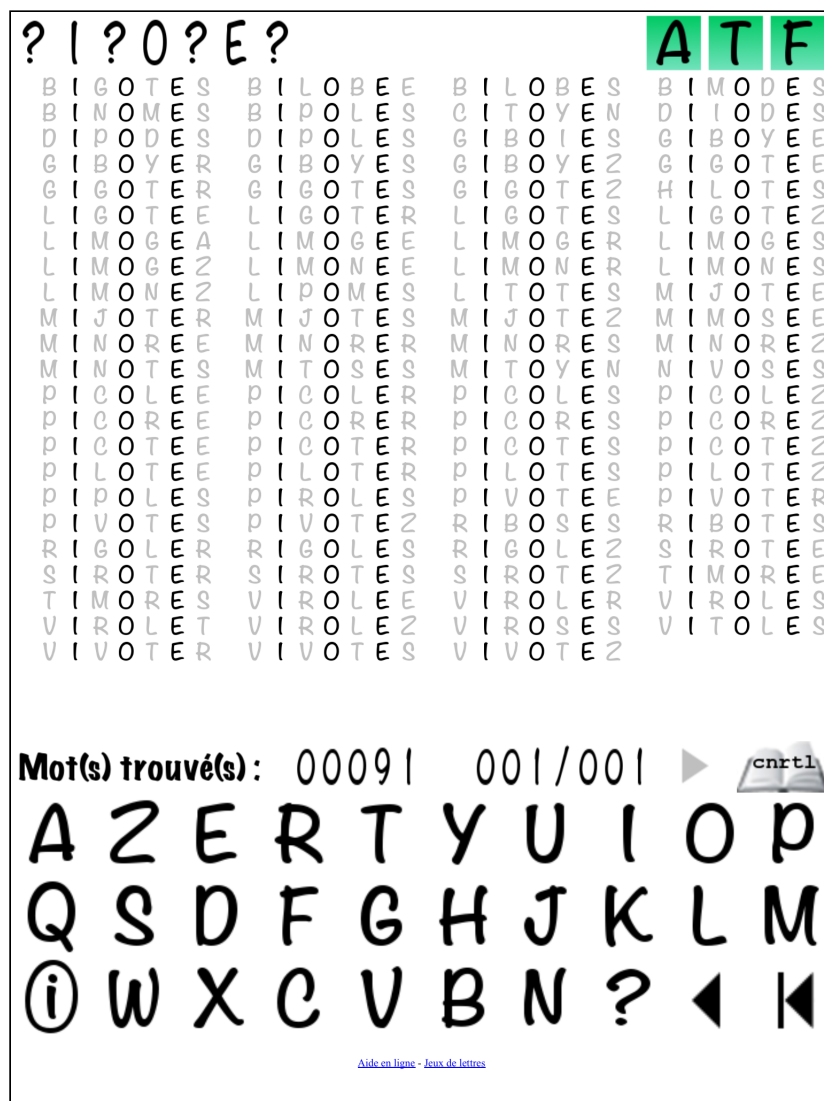 ?I?O?E? A T F
BIGOTES BILOBEE BILOBES BIMODES
BINOMES BIPOLES CITOYEN DIODES
DIPODES DIPOLES GIBOIES GIBOYEE
GIBOYER GIBOYES GIBOYEZ GIGOTEE
GIGOTER GIGOTES GIGOTEZ HILOTES
LIGOTEE LIGOTER LIGOTES LIGOTEZ
LIMOGEA LIMOGEE LIMOGER LIMOGES
LIMOGEZ LIMONEE LIMONER LIMONES
LIMONEZ LIPOMES LITOTES MIJOTEE
MIJOTER MIJOTES MIJOTEZ MIMOSEE
MINOREE MINORER MINORES MINOREZ
MINOTES MITOSES MITOYEN NIVOSES
PICOLEE PICOLER PICOLES PICOLEZ
PICOREE PICORER PICORES PICOREZ
PICOTEE PICOTER PICOTES PICOTEZ
PILOTEE PILOTER PILOTES PILOTEZ
PIPOLES PIROLES PIVOTEE PIVOTER
PIVOTES PIVOTEZ RIBOSES RIBOTES
RIGOLER RIGOLES RIGOLEZ SIROTEE
SIROTER SIROTES SIROTEZ TIMOREE
TIMORES VIROLEE VIROLER VIROLES
VIROLET VIROLEZ VIROSES VITOLES
VIVOTER VIVOTES VIVOTEZ
Mot(s) trouvé(s) : 00091 001/001 cnrtl
A Z E R T Y U I O P
Q S D F G H J K L M
i W X C V B N ?
Aide en ligne - Jeux de lettres